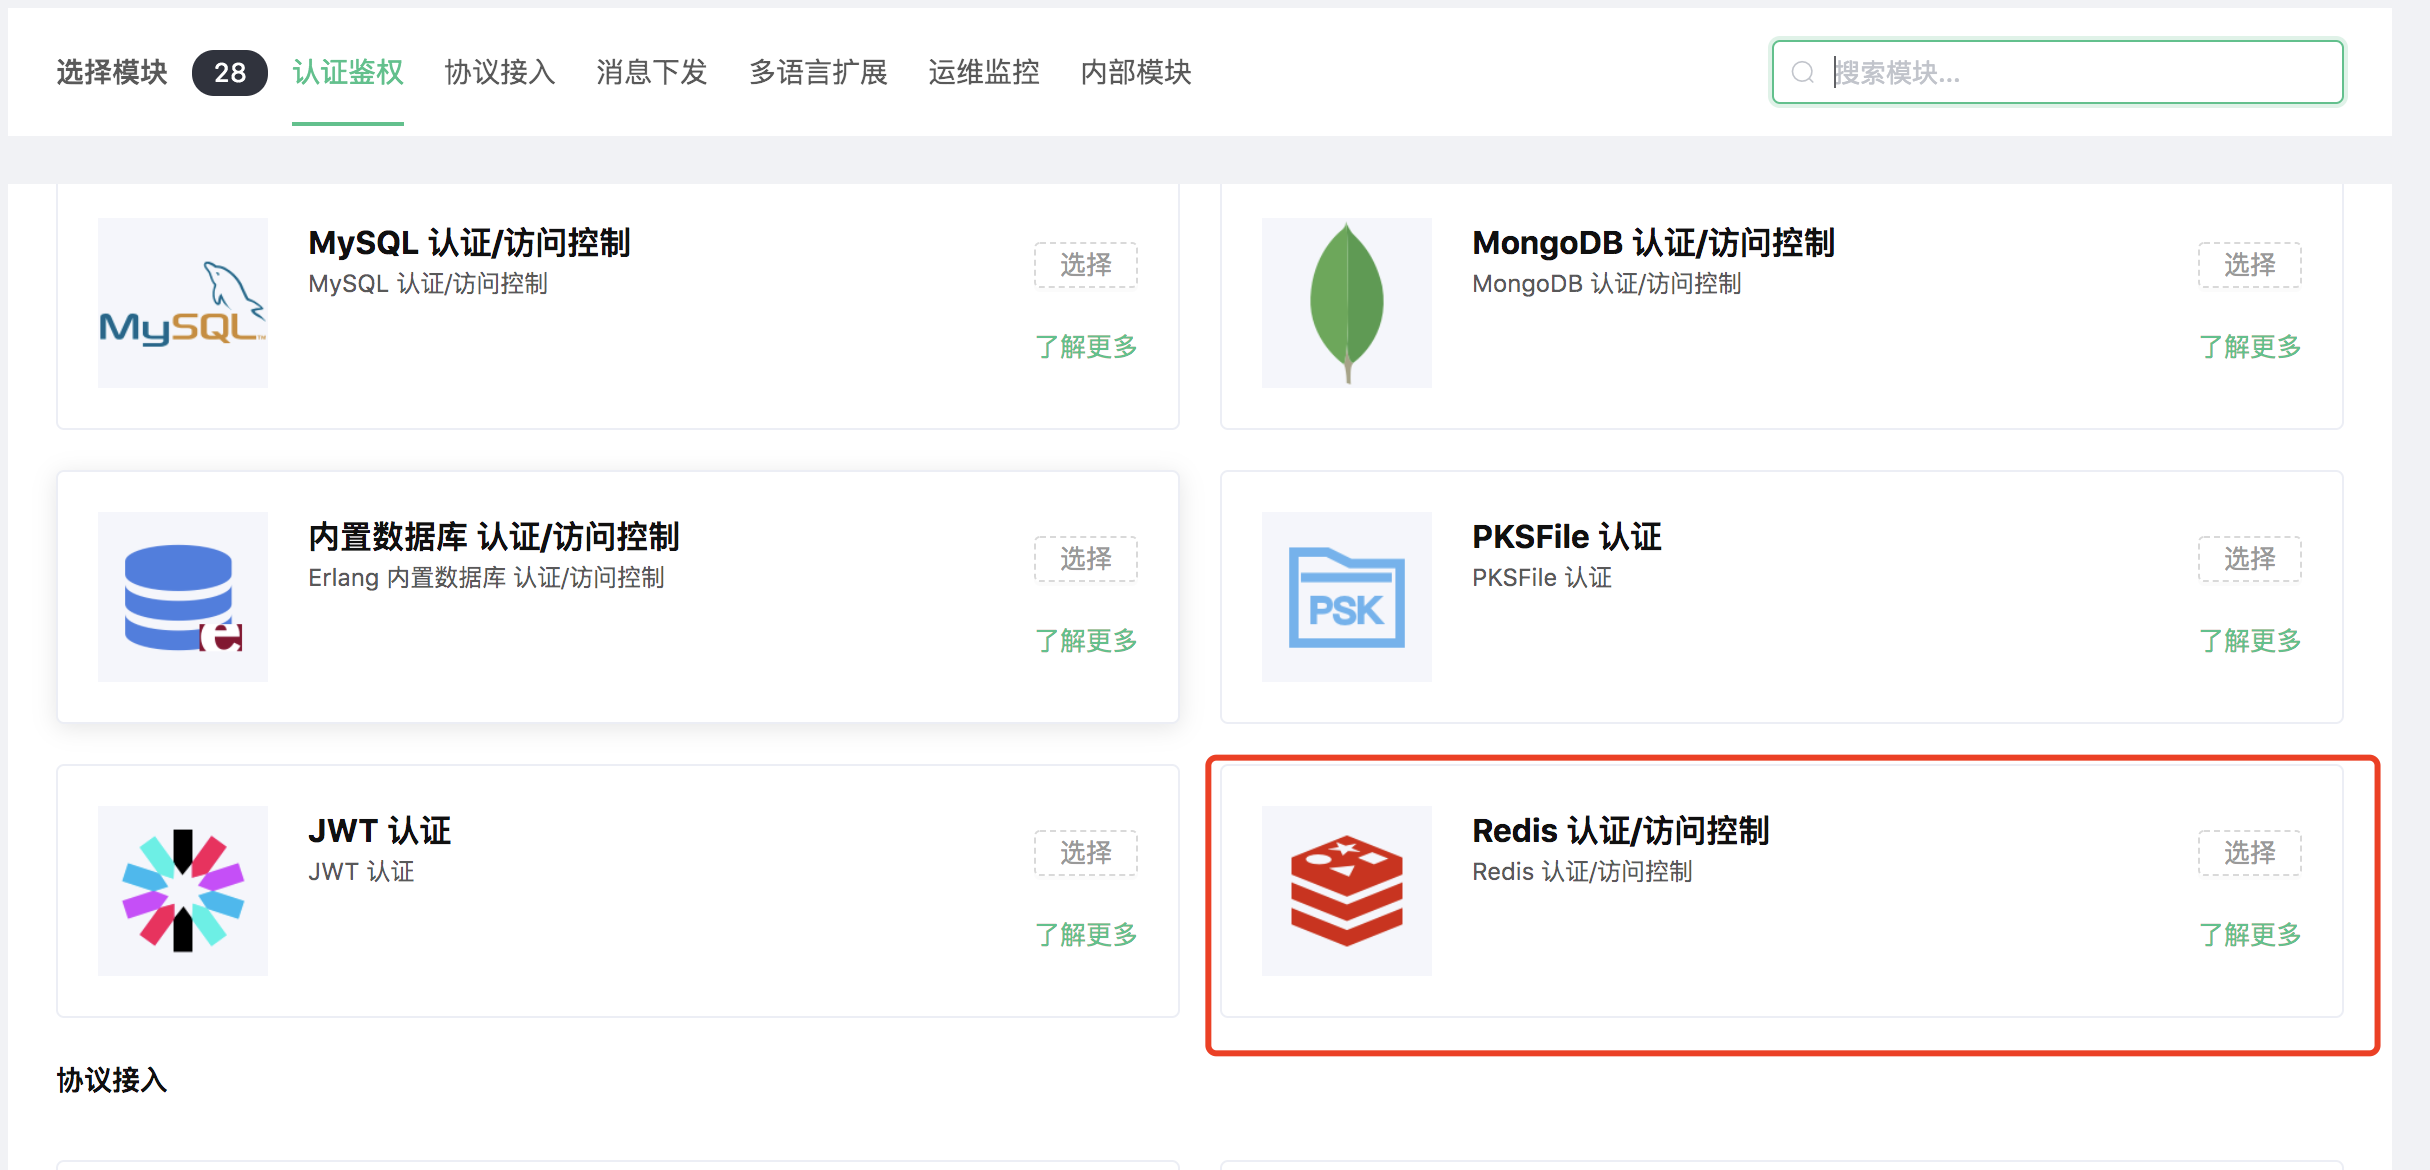 选择模块 28 认证鉴权 协议接入 消息下发 多语言扩展 运维监控 内部模块 搜索模块...
MySQL
MySQL 认证/访问控制
MySQL 认证/访问控制
选择
了解更多
MongoDB 认证/访问控制
MongoDB 认证/访问控制
选择
了解更多
e
内置数据库 认证/访问控制
Erlang 内置数据库 认证/访问控制
选择
了解更多
PSK
PKSFile 认证
PKSFile 认证
选择
了解更多
JWT 认证
JWT 认证
选择
了解更多
Redis 认证/访问控制
Redis 认证/访问控制
选择
了解更多
协议接入